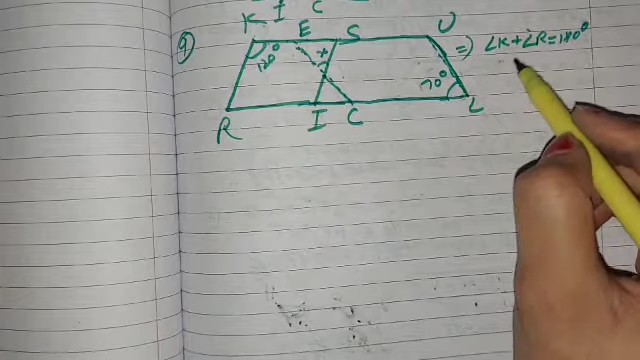 I C
9) K E S U => ∠K+∠R=180°
120° x 70°
R I C L